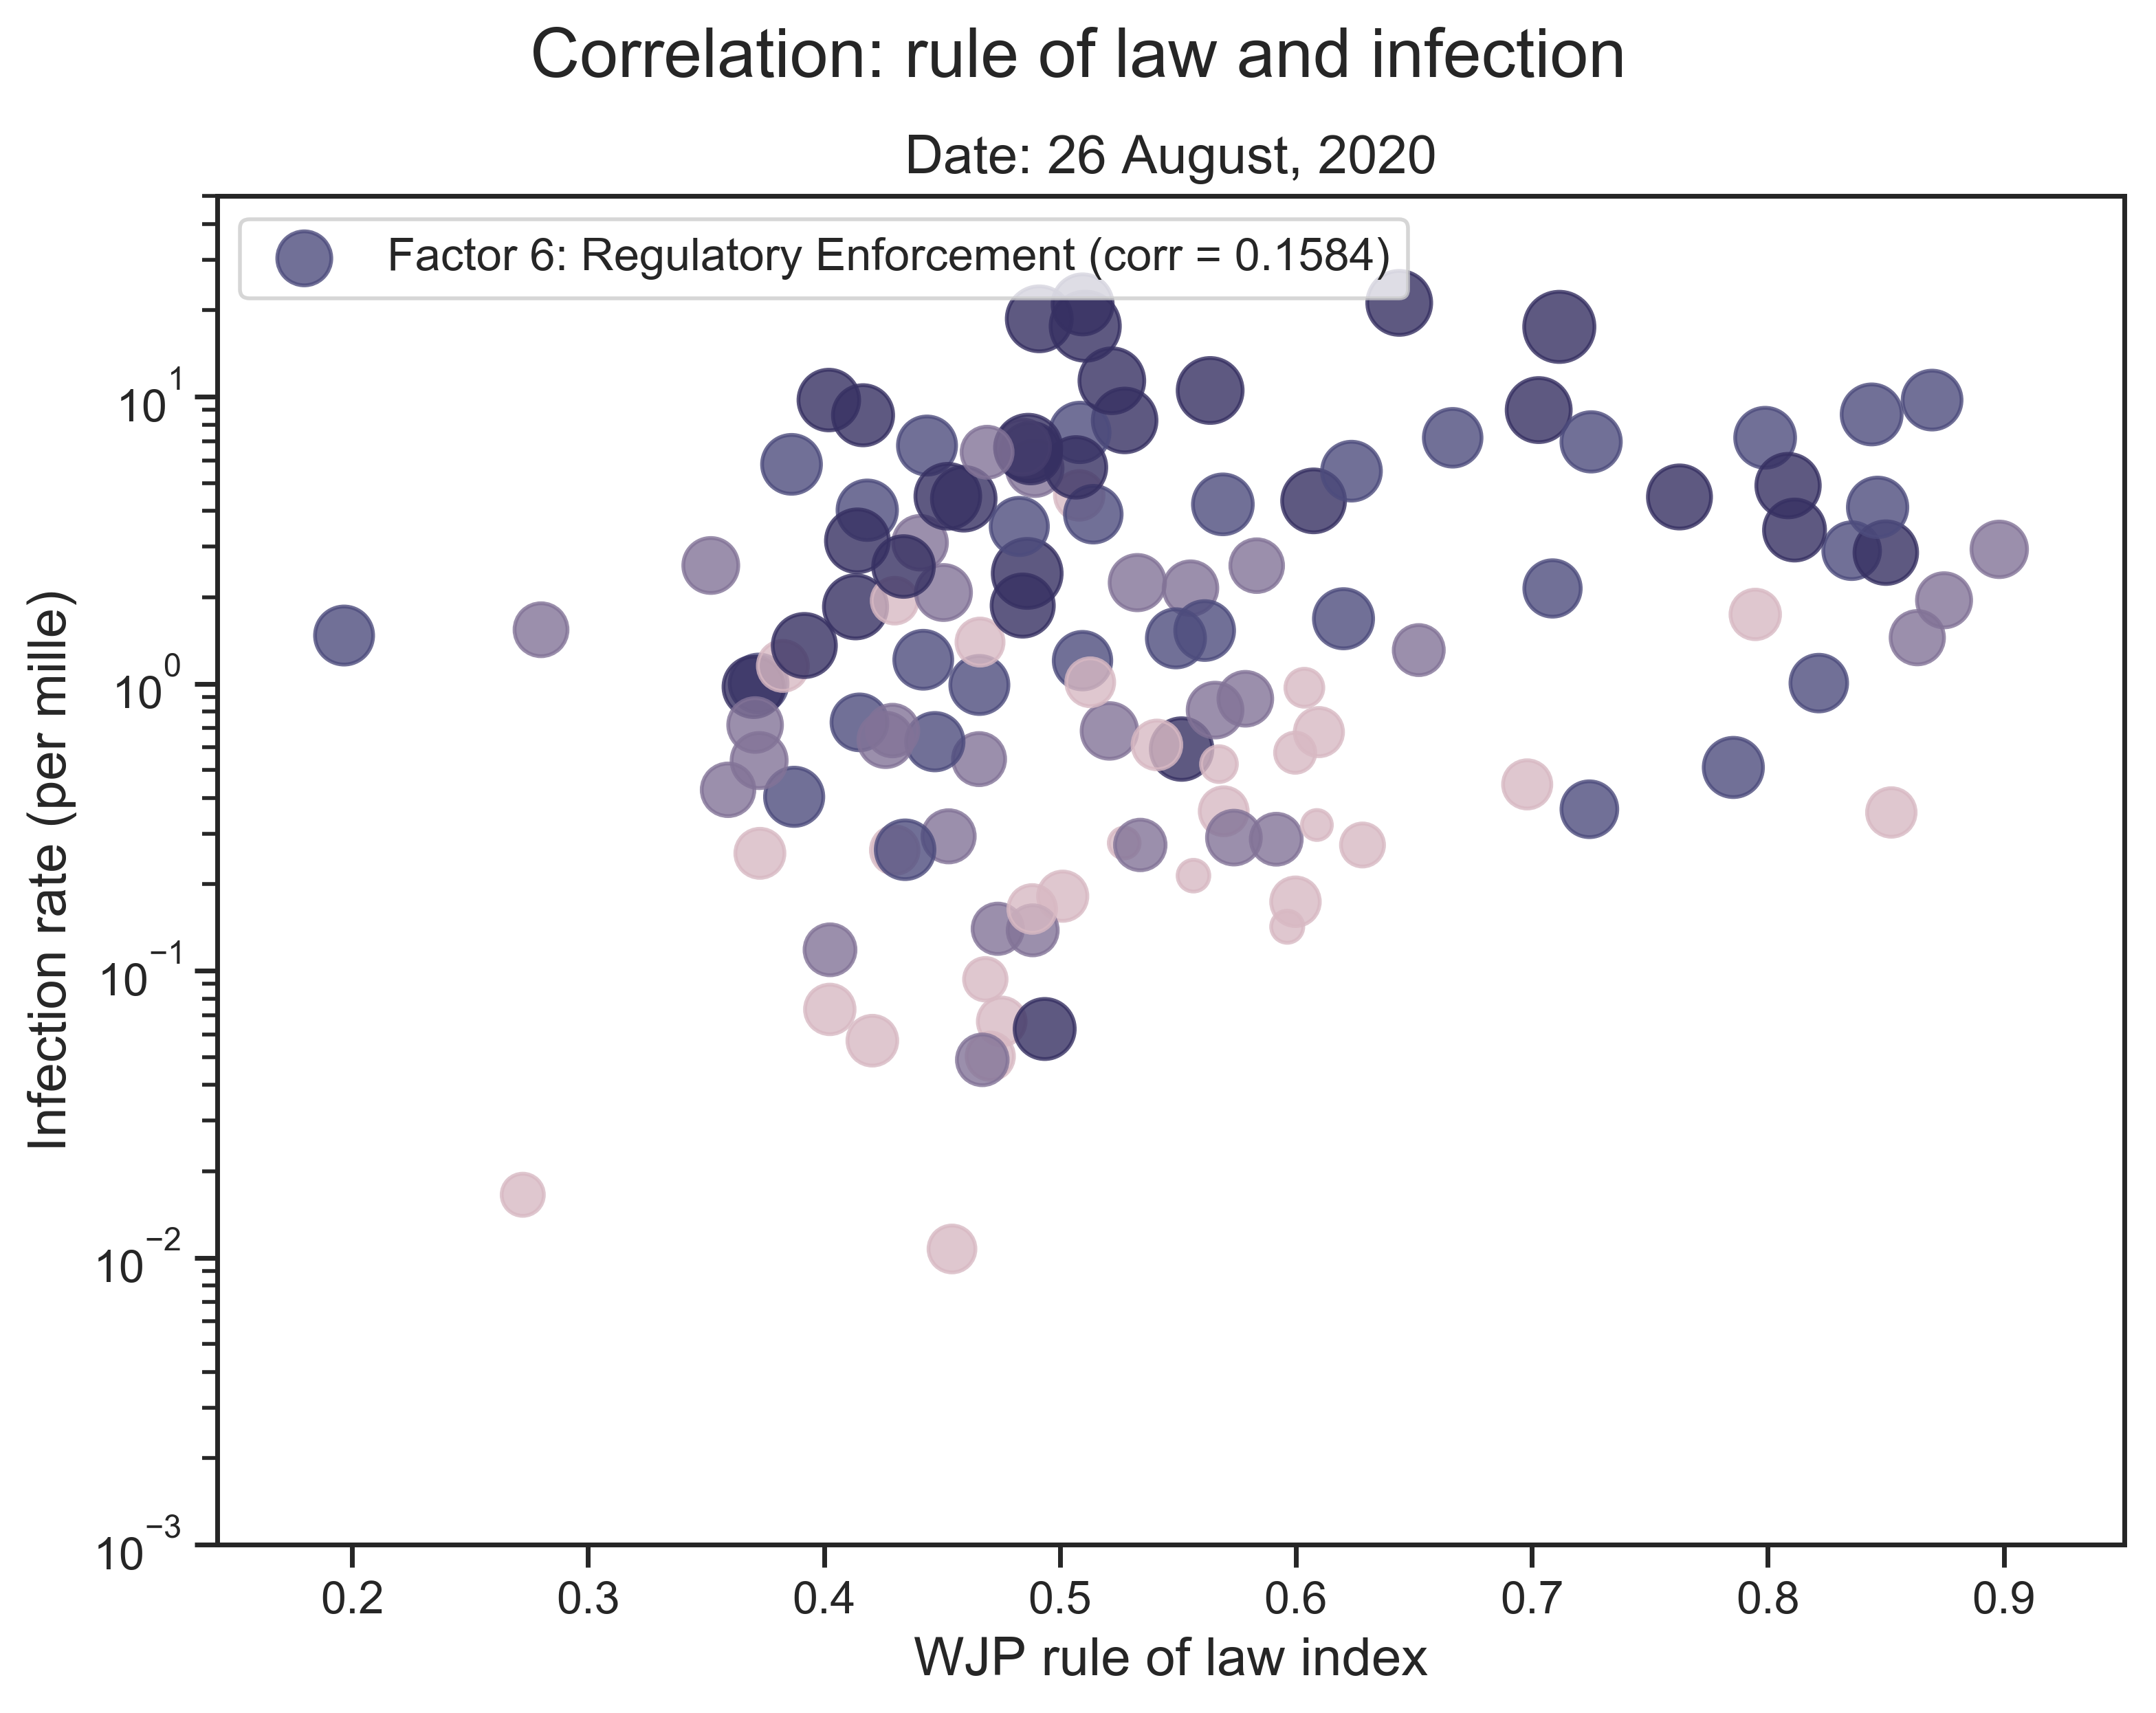 Correlation: rule of law and infection
Date: 26 August, 2020
Factor 6: Regulatory Enforcement (corr = 0.1584)
Infection rate (per mille)
10^1
10^0
10^−1
10^−2
10^−3
0.2 0.3 0.4 0.5 0.6 0.7 0.8 0.9
WJP rule of law index